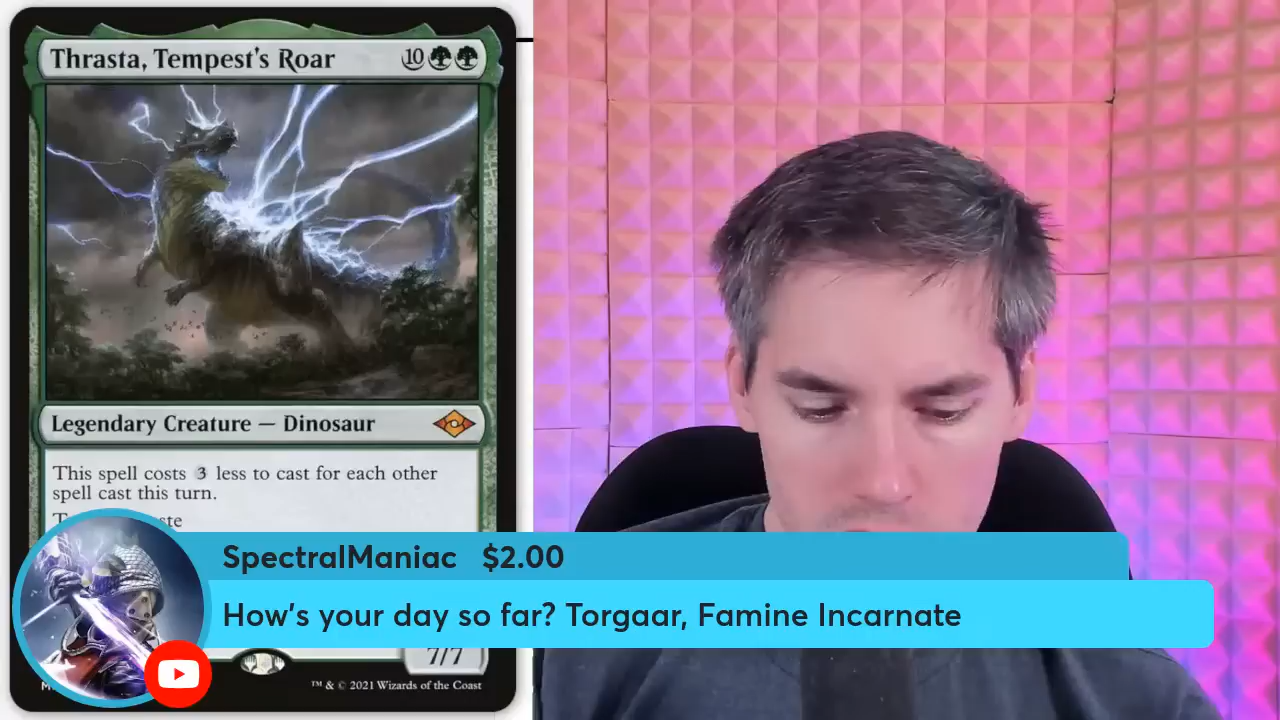 Thrasta, Tempest's Roar 10
Legendary Creature — Dinosaur
This spell costs 3 less to cast for each other
spell cast this turn.
SpectralManiac $2.00
How's your day so far? Torgaar, Famine Incarnate
7/7
™ & © 2021 Wizards of the Coast